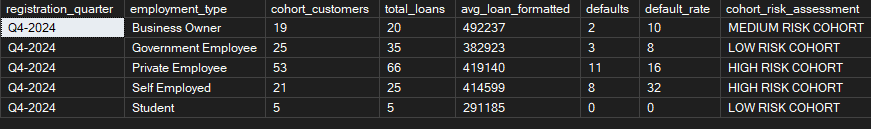 registration_quarter employment_type cohort_customers total_loans avg_loan_formatted defaults default_rate cohort_risk_assessment
Q4-2024 Business Owner 19 20 492237 2 10 MEDIUM RISK COHORT
Q4-2024 Government Employee 25 35 382923 3 8 LOW RISK COHORT
Q4-2024 Private Employee 53 66 419140 11 16 HIGH RISK COHORT
Q4-2024 Self Employed 21 25 414599 8 32 HIGH RISK COHORT
Q4-2024 Student 5 5 291185 0 0 LOW RISK COHORT